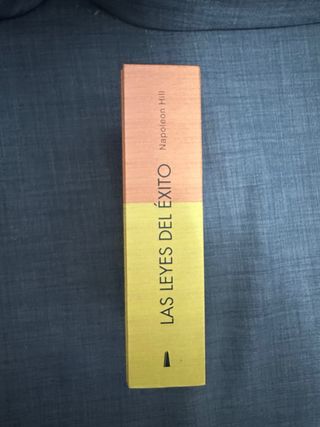 LAS LEYES DEL ÉXITO
Napoleon Hill